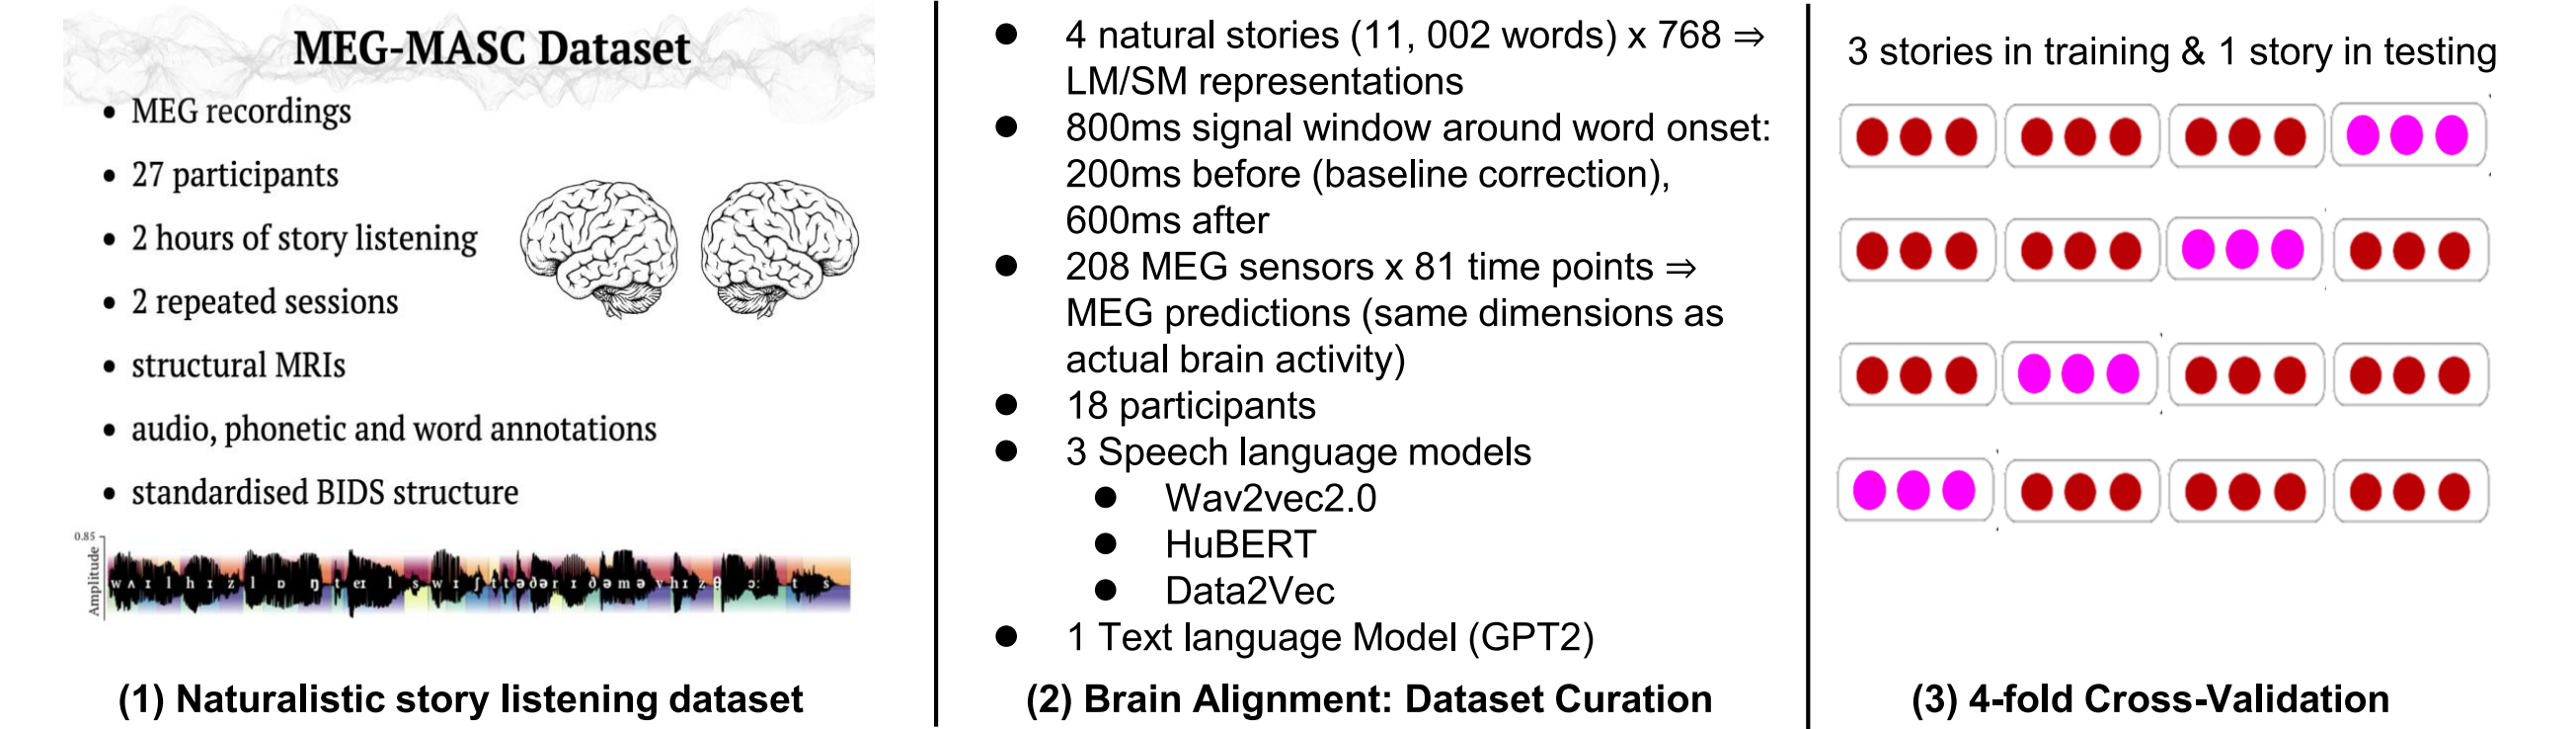 MEG-MASC Dataset
• MEG recordings
• 27 participants
• 2 hours of story listening
• 2 repeated sessions
• structural MRIs
• audio, phonetic and word annotations
• standardised BIDS structure
0.85
Amplitude
w ʌ ɪ l h ɪ z l ɒ ŋ t eɪ l s w ɪ ʃ t t ə ð ə r ɪ ð ə m ə v h ɪ z θ ɔː t s
(1) Naturalistic story listening dataset
● 4 natural stories (11, 002 words) x 768 ⇒
LM/SM representations
● 800ms signal window around word onset:
200ms before (baseline correction),
600ms after
● 208 MEG sensors x 81 time points ⇒
MEG predictions (same dimensions as
actual brain activity)
● 18 participants
● 3 Speech language models
● Wav2vec2.0
● HuBERT
● Data2Vec
● 1 Text language Model (GPT2)
(2) Brain Alignment: Dataset Curation
3 stories in training & 1 story in testing
(3) 4-fold Cross-Validation